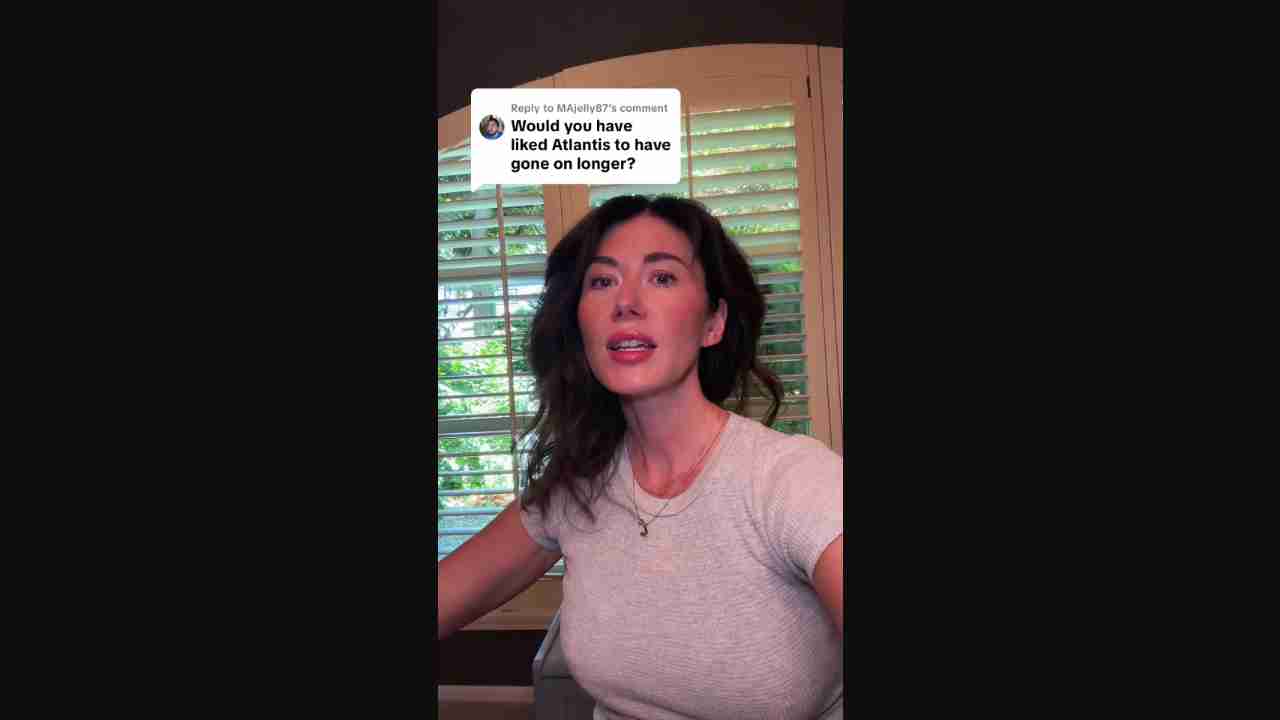 Reply to MAjelly87's comment
Would you have
liked Atlantis to have
gone on longer?